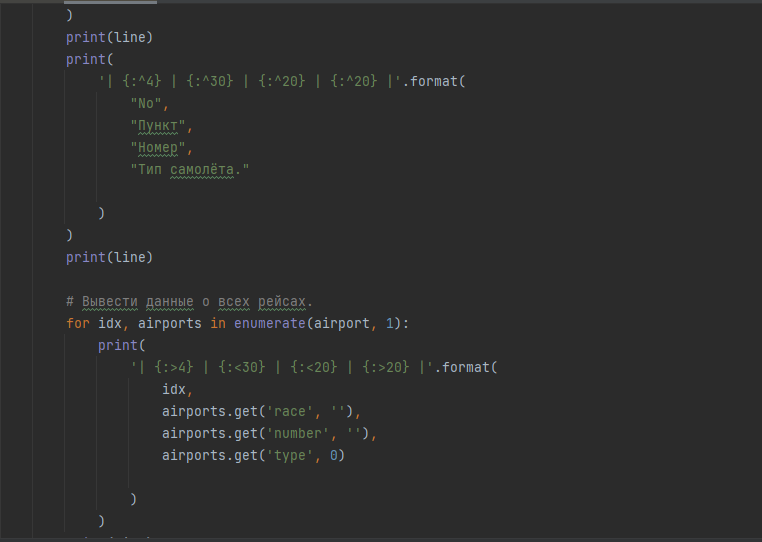 )
print(line)
print(
'| {:^4} | {:^30} | {:^20} | {:^20} |'.format(
"No",
"Пункт",
"Номер",
"Тип самолёта."
)
)
print(line)
# Вывести данные о всех рейсах.
for idx, airports in enumerate(airport, 1):
print(
'| {:>4} | {:<30} | {:<20} | {:>20} |'.format(
idx,
airports.get('race', ''),
airports.get('number', ''),
airports.get('type', 0)
)
)